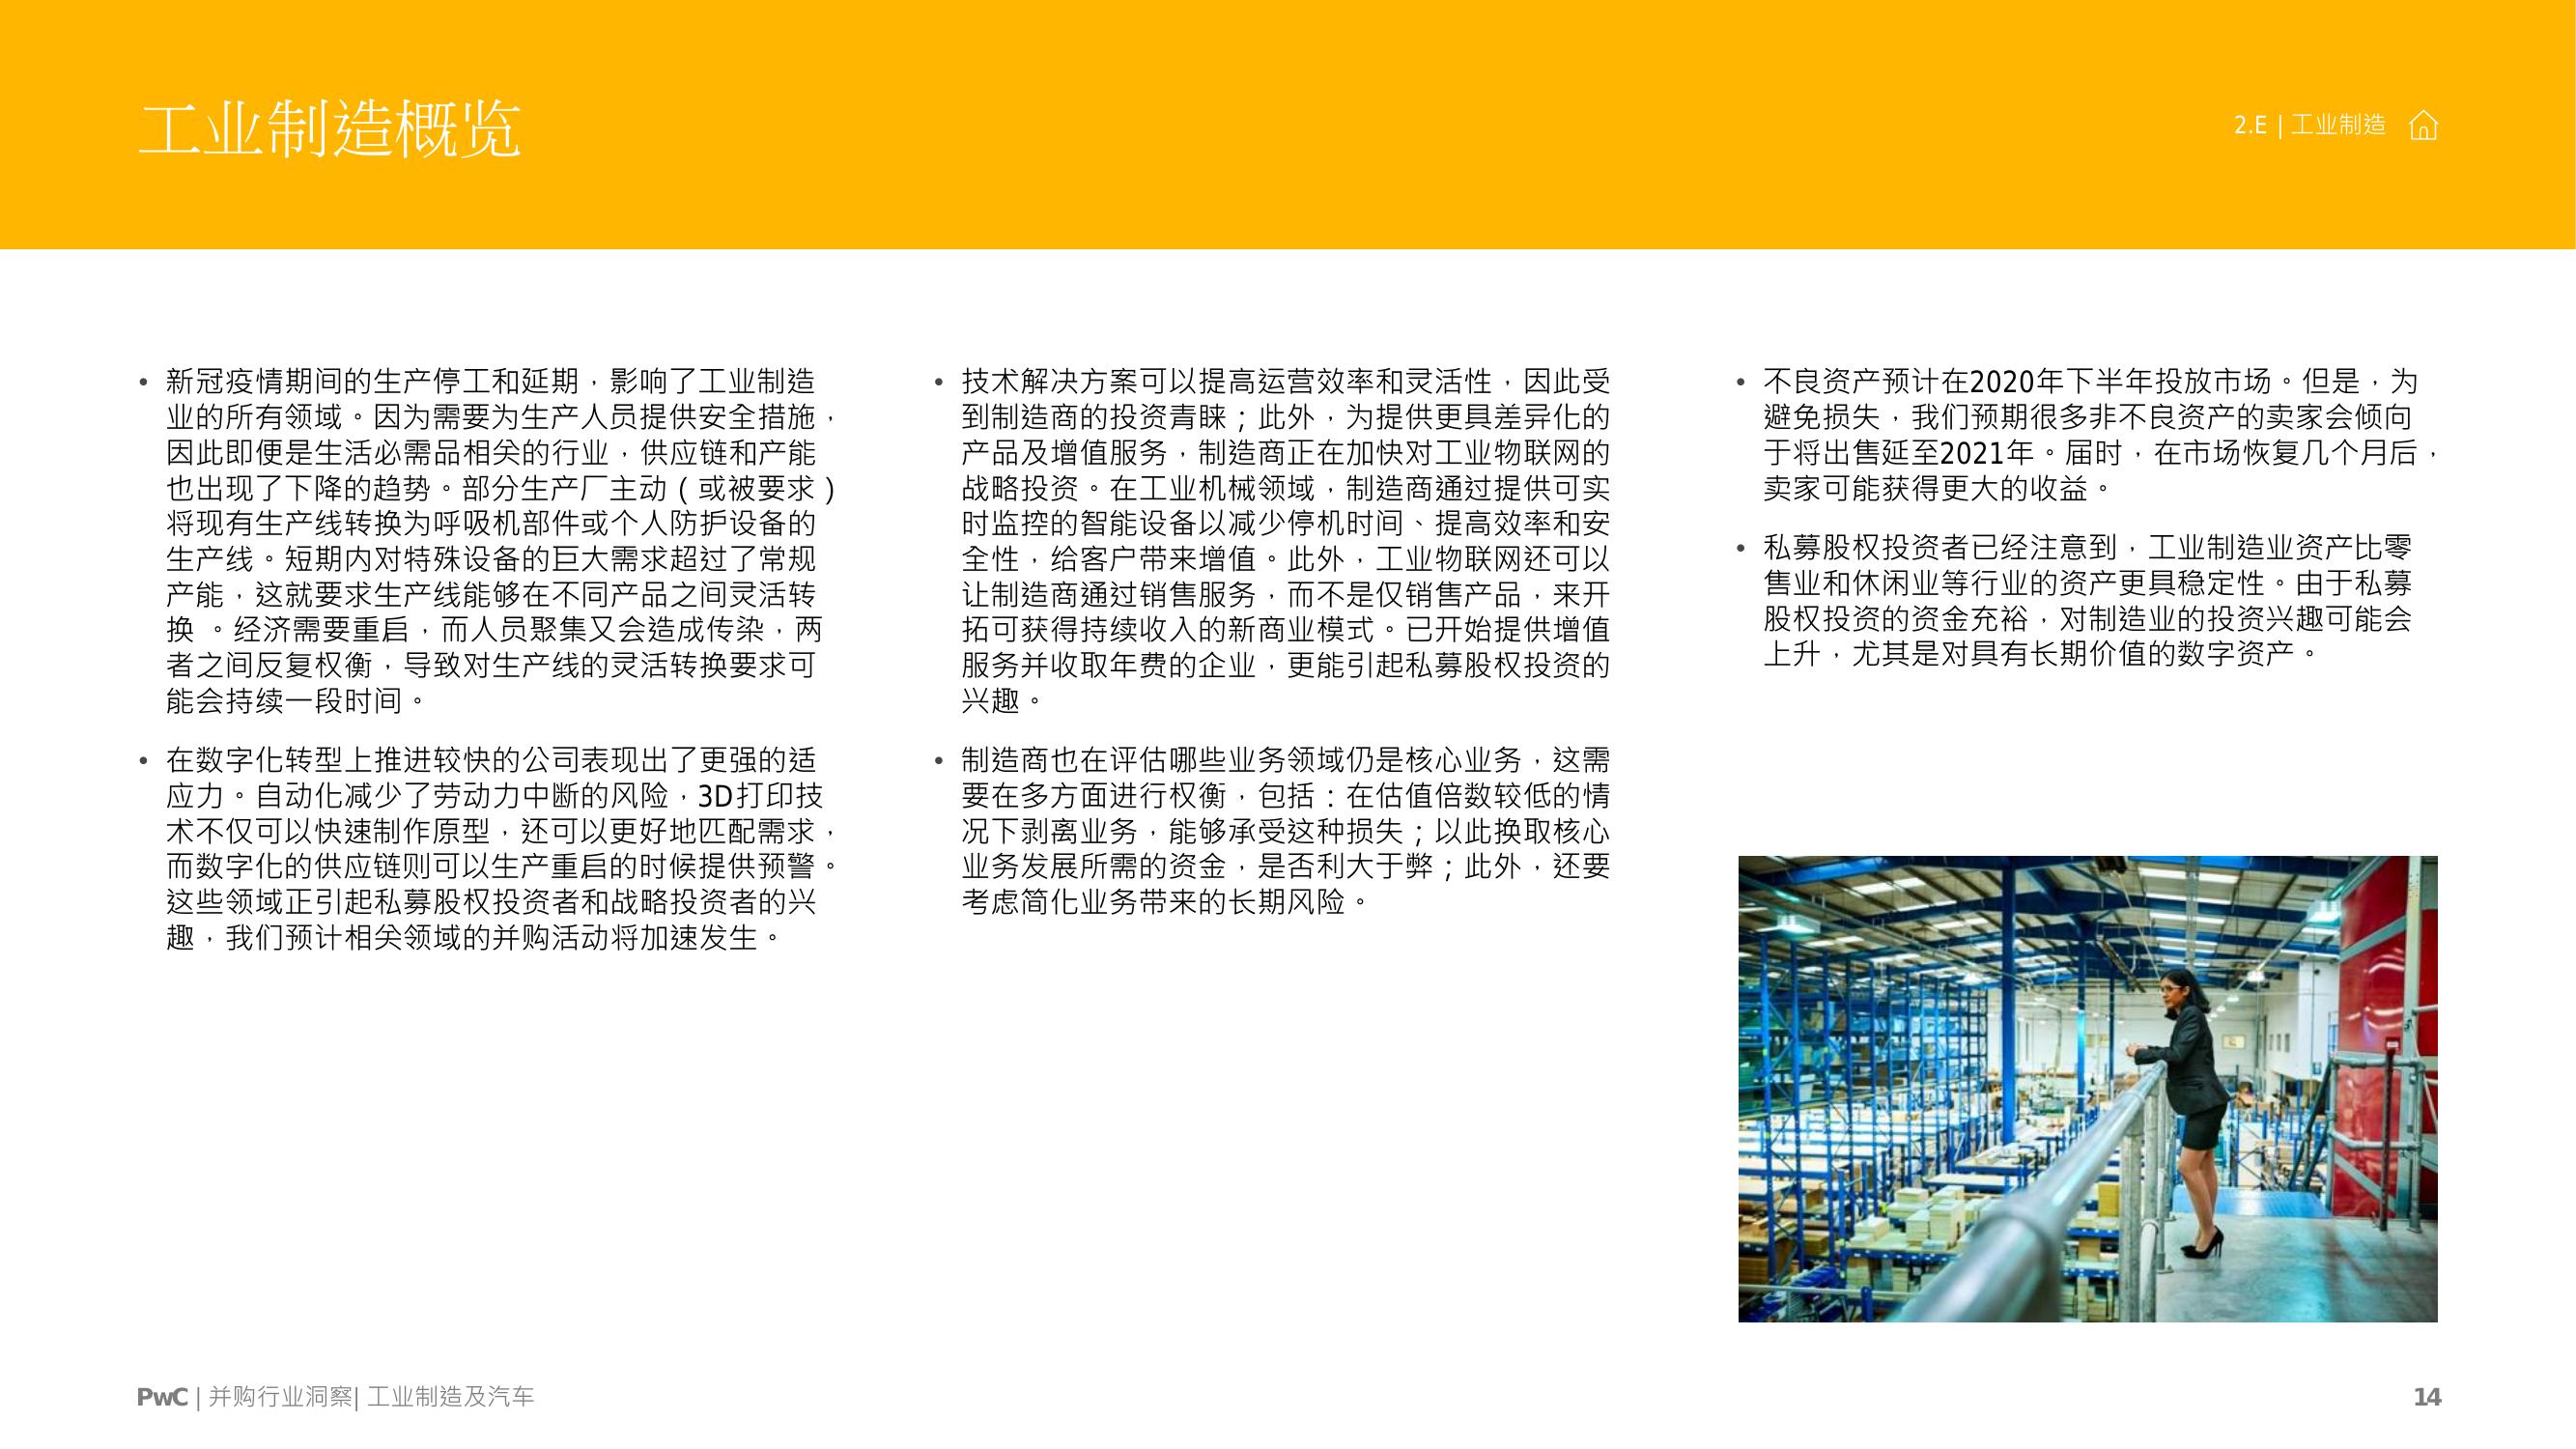 工业制造概览
2.E | 工业制造
• 新冠疫情期间的生产停工和延期，影响了工业制造
业的所有领域。因为需要为生产人员提供安全措施，
因此即便是生活必需品相关的行业，供应链和产能
也出现了下降的趋势。部分生产厂主动（或被要求）
将现有生产线转换为呼吸机部件或个人防护设备的
生产线。短期内对特殊设备的巨大需求超过了常规
产能，这就要求生产线能够在不同产品之间灵活转
换 。经济需要重启，而人员聚集又会造成传染，两
者之间反复权衡，导致对生产线的灵活转换要求可
能会持续一段时间。
• 在数字化转型上推进较快的公司表现出了更强的适
应力。自动化减少了劳动力中断的风险，3D打印技
术不仅可以快速制作原型，还可以更好地匹配需求，
而数字化的供应链则可以生产重启的时候提供预警。
这些领域正引起私募股权投资者和战略投资者的兴
趣，我们预计相关领域的并购活动将加速发生。
• 技术解决方案可以提高运营效率和灵活性，因此受
到制造商的投资青睐；此外，为提供更具差异化的
产品及增值服务，制造商正在加快对工业物联网的
战略投资。在工业机械领域，制造商通过提供可实
时监控的智能设备以减少停机时间、提高效率和安
全性，给客户带来增值。此外，工业物联网还可以
让制造商通过销售服务，而不是仅销售产品，来开
拓可获得持续收入的新商业模式。已开始提供增值
服务并收取年费的企业，更能引起私募股权投资的
兴趣。
• 制造商也在评估哪些业务领域仍是核心业务，这需
要在多方面进行权衡，包括：在估值倍数较低的情
况下剥离业务，能够承受这种损失；以此换取核心
业务发展所需的资金，是否利大于弊；此外，还要
考虑简化业务带来的长期风险。
• 不良资产预计在2020年下半年投放市场。但是，为
避免损失，我们预期很多非不良资产的卖家会倾向
于将出售延至2021年。届时，在市场恢复几个月后，
卖家可能获得更大的收益。
• 私募股权投资者已经注意到，工业制造业资产比零
售业和休闲业等行业的资产更具稳定性。由于私募
股权投资的资金充裕，对制造业的投资兴趣可能会
上升，尤其是对具有长期价值的数字资产。
PwC | 并购行业洞察| 工业制造及汽车
14